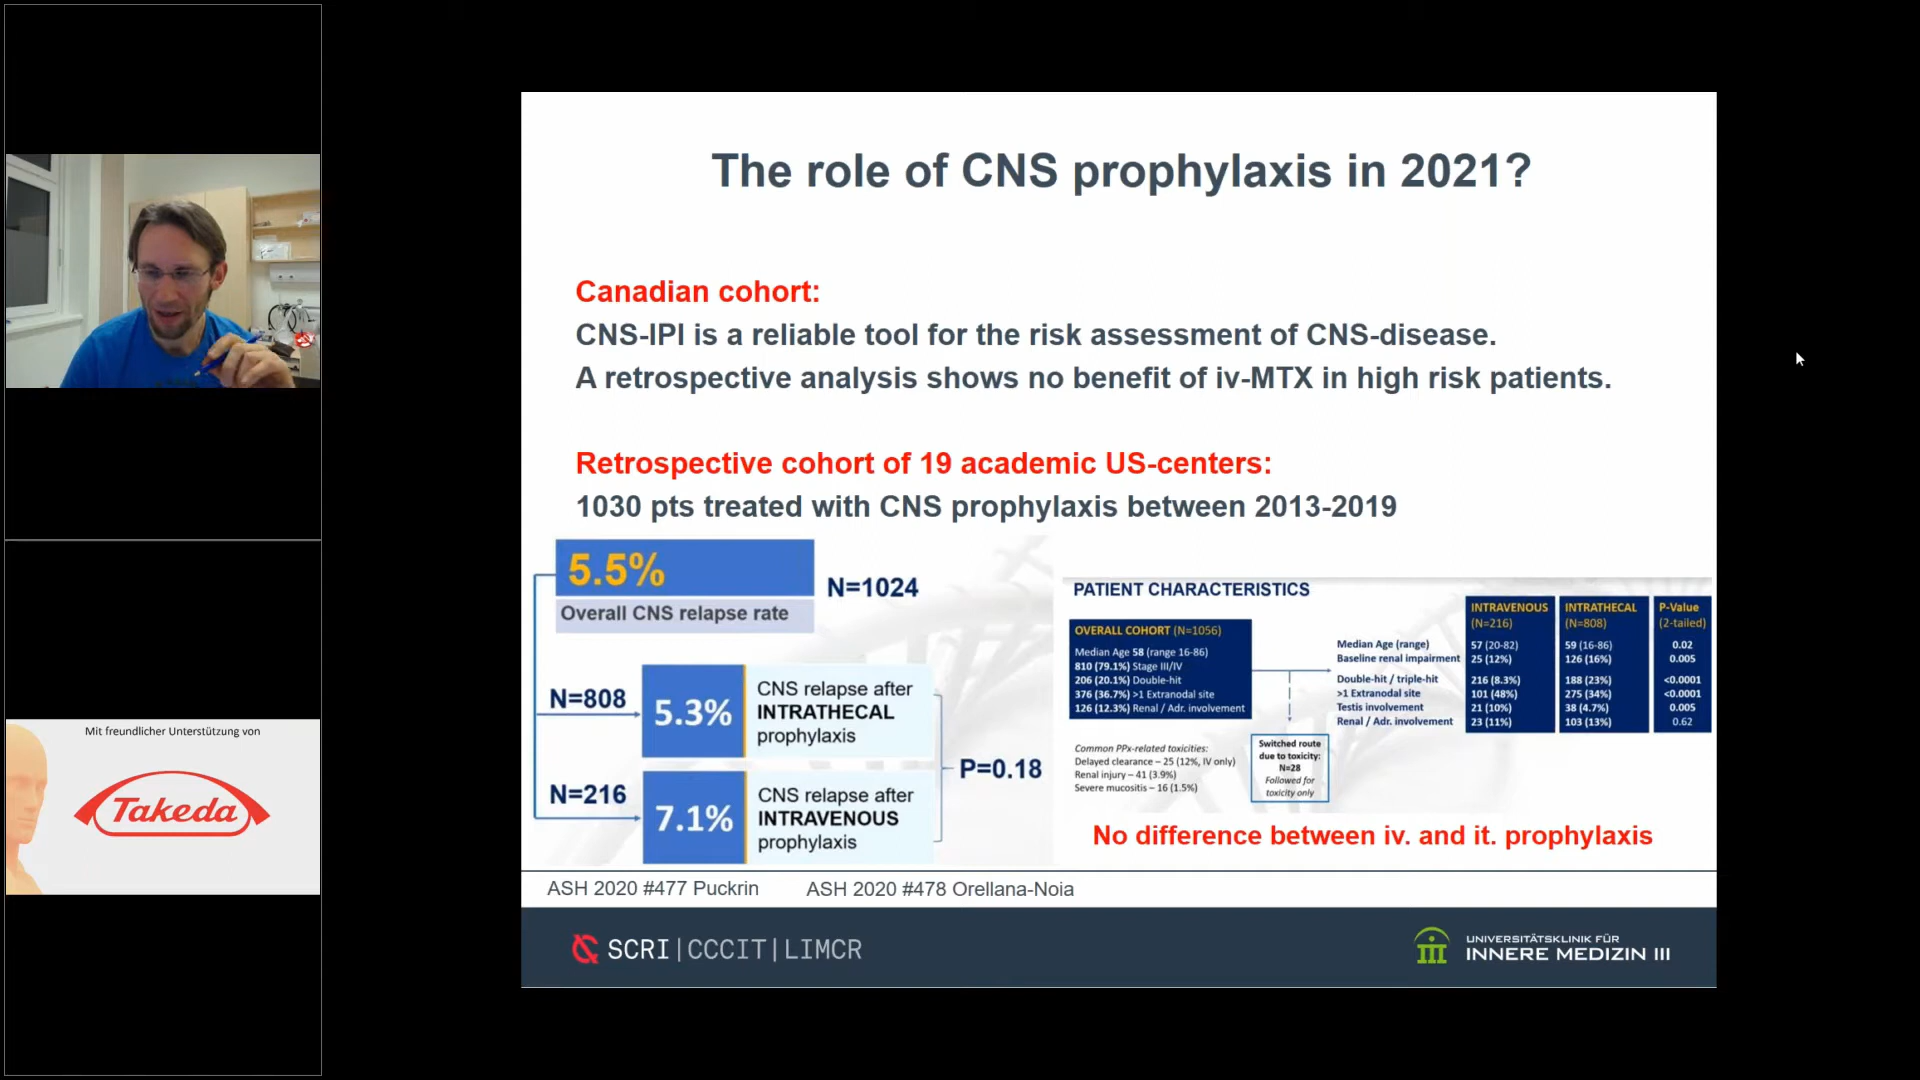 The role of CNS prophylaxis in 2021?
Canadian cohort:
CNS-IPI is a reliable tool for the risk assessment of CNS-disease.
A retrospective analysis shows no benefit of iv-MTX in high risk patients.
Retrospective cohort of 19 academic US-centers:
1030 pts treated with CNS prophylaxis between 2013-2019
5.5%
Overall CNS relapse rate
N=1024
N=808
5.3%
CNS relapse after
INTRATHECAL
prophylaxis
N=216
7.1%
CNS relapse after
INTRAVENOUS
prophylaxis
P=0.18
PATIENT CHARACTERISTICS
OVERALL COHORT (N=1056)
Median Age 58 (range 16-86)
810 (79.1%) Stage III/IV
206 (20.1%) Double-hit
376 (36.7%) >1 Extranodal site
126 (12.3%) Renal / Adr. involvement
INTRAVENOUS INTRATHECAL P-Value
(N=216) (N=808) (2-tailed)
Median Age (range) 57 (20-82) 59 (16-86) 0.02
Baseline renal impairment 25 (12%) 126 (16%) 0.005
Double-hit / triple-hit 216 (8.3%) 188 (23%) <0.0001
>1 Extranodal site 101 (48%) 275 (34%) <0.0001
Testis involvement 21 (10%) 38 (4.7%) 0.005
Renal / Adr. involvement 23 (11%) 103 (13%) 0.62
Common PPx-related toxicities:
Delayed clearance – 25 (12%, IV only)
Renal injury – 41 (3.9%)
Severe mucositis – 16 (1.5%)
Switched route
due to toxicity:
N=28
Followed for
toxicity only
No difference between iv. and it. prophylaxis
ASH 2020 #477 Puckrin ASH 2020 #478 Orellana-Noia
SCRI|CCCIT|LIMCR
UNIVERSITÄTSKLINIK FÜR
INNERE MEDIZIN III
Mit freundlicher Unterstützung von
Takeda